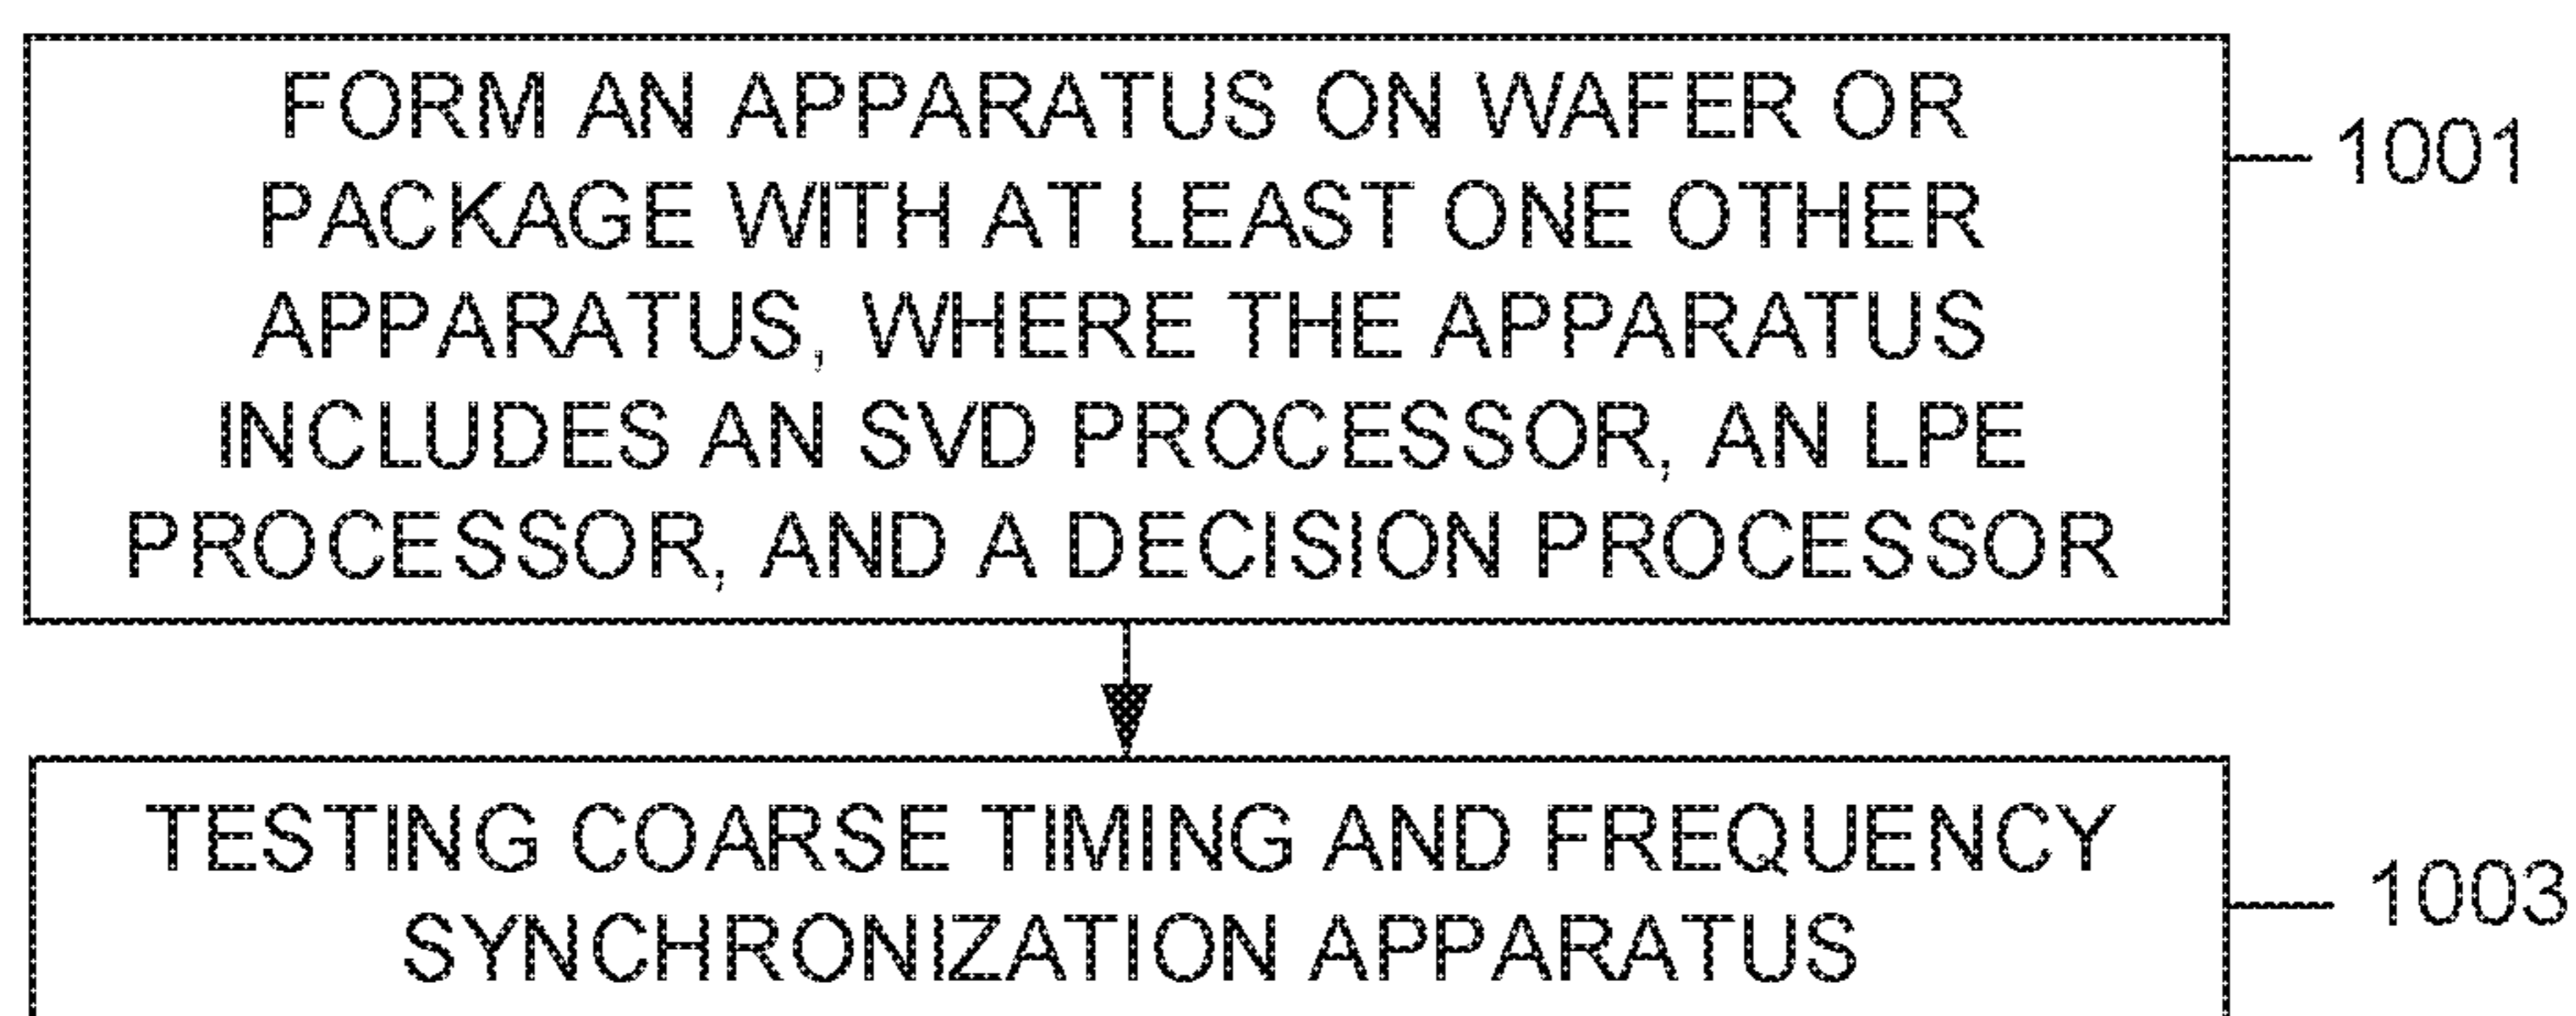 FORM AN APPARATUS ON WAFER OR
PACKAGE WITH AT LEAST ONE OTHER
APPARATUS, WHERE THE APPARATUS
INCLUDES AN SVD PROCESSOR, AN LPE
PROCESSOR, AND A DECISION PROCESSOR
1001
TESTING COARSE TIMING AND FREQUENCY
SYNCHRONIZATION APPARATUS
1003